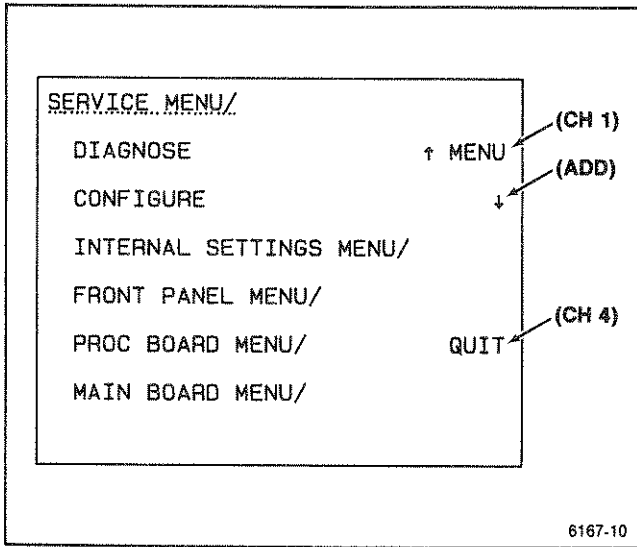 SERVICE MENU/
(CH 1)
DIAGNOSE ↑ MENU
(ADD)
CONFIGURE ↓
INTERNAL SETTINGS MENU/
FRONT PANEL MENU/
(CH 4)
PROC BOARD MENU/ QUIT
MAIN BOARD MENU/
6167-10